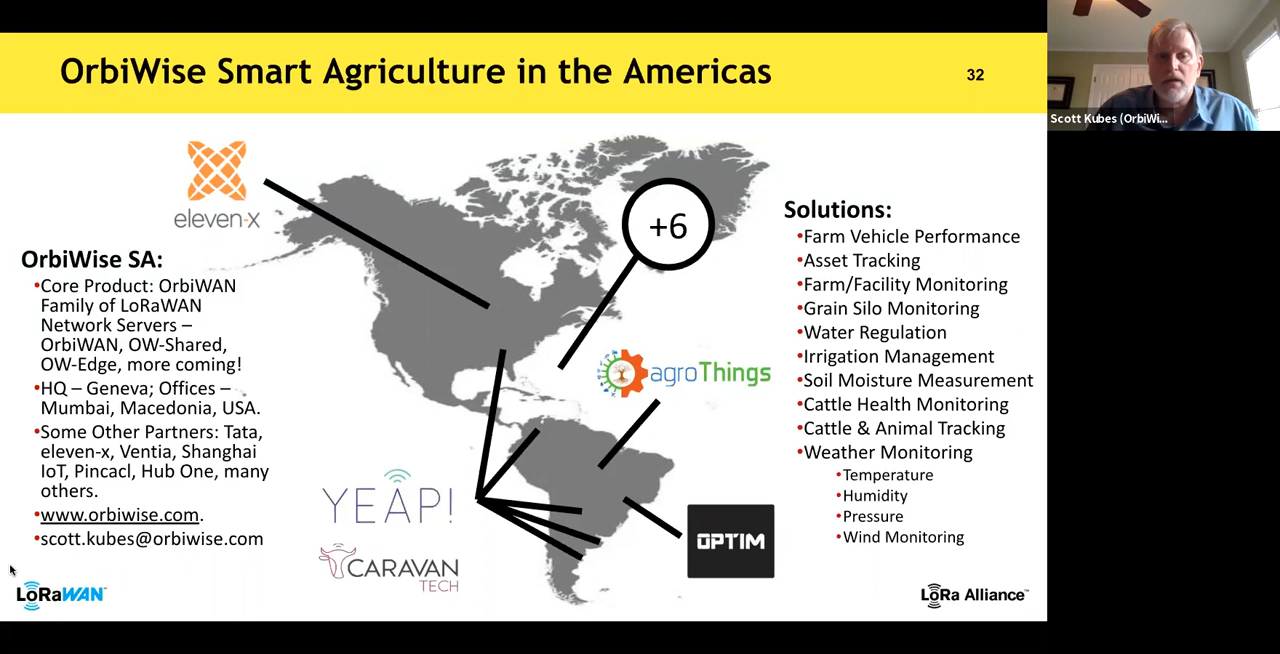 OrbiWise Smart Agriculture in the Americas
32
Scott Kubes (OrbiWi...
eleven-x
+6
OrbiWise SA:
•Core Product: OrbiWAN
Family of LoRaWAN
Network Servers –
OrbiWAN, OW-Shared,
OW-Edge, more coming!
•HQ – Geneva; Offices –
Mumbai, Macedonia, USA.
•Some Other Partners: Tata,
eleven-x, Ventia, Shanghai
IoT, Pincacl, Hub One, many
others.
•www.orbiwise.com.
•scott.kubes@orbiwise.com
agroThings
YEAP!
CARAVAN
TECH
OPTIM
Solutions:
•Farm Vehicle Performance
•Asset Tracking
•Farm/Facility Monitoring
•Grain Silo Monitoring
•Water Regulation
•Irrigation Management
•Soil Moisture Measurement
•Cattle Health Monitoring
•Cattle & Animal Tracking
•Weather Monitoring
•Temperature
•Humidity
•Pressure
•Wind Monitoring
LoRaWAN™
LoRa Alliance™